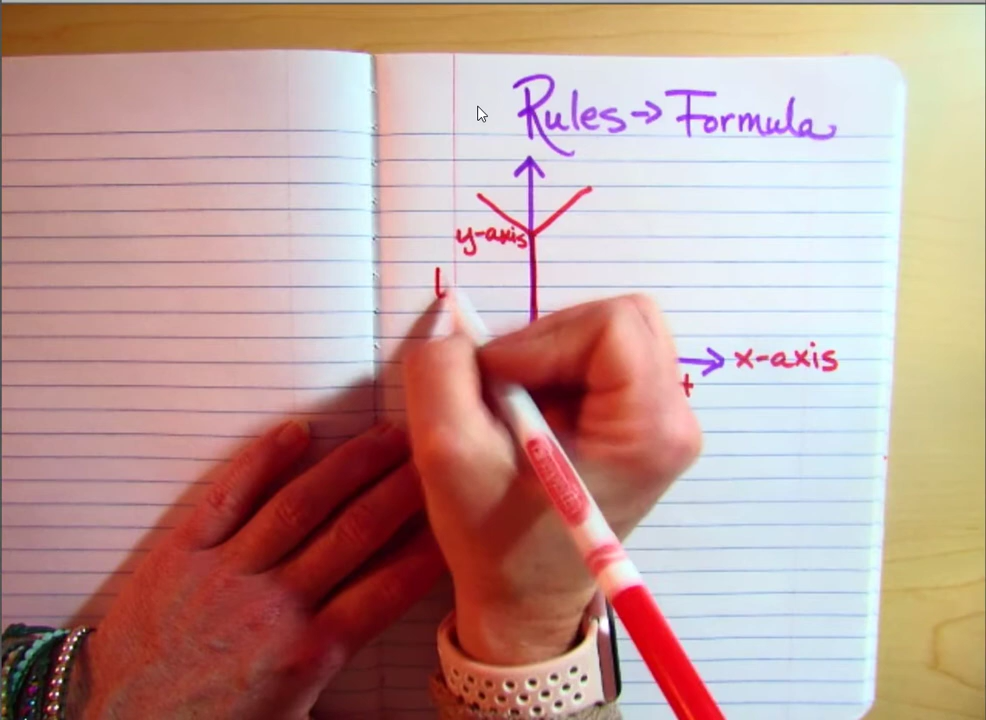 Rules → Formula
y-axis
x-axis
+